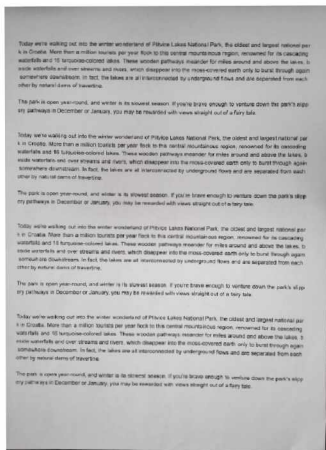 Today we're walking out into the winter wonderland of Plitvice Lakes National Park, the oldest and largest national par
k in Croatia. More than a million tourists per year flock to this central mountainous region, renowned for its cascading
waterfalls and 16 turquoise-colored lakes. These wooden pathways meander for miles around and above the lakes, b
eside waterfalls and over streams and rivers, which disappear into the moss-covered earth only to burst through again
somewhere downstream. In fact, the lakes are all interconnected by underground flows and are separated from each
other by natural dams of travertine.
The park is open year-round, and winter is its slowest season. If you're brave enough to venture down the park's slipp
ery pathways in December or January, you may be rewarded with views straight out of a fairy tale.
Today we're walking out into the winter wonderland of Plitvice Lakes National Park, the oldest and largest national par
k in Croatia. More than a million tourists per year flock to this central mountainous region, renowned for its cascading
waterfalls and 16 turquoise-colored lakes. These wooden pathways meander for miles around and above the lakes, b
eside waterfalls and over streams and rivers, which disappear into the moss-covered earth only to burst through again
somewhere downstream. In fact, the lakes are all interconnected by underground flows and are separated from each
other by natural dams of travertine.
The park is open year-round, and winter is its slowest season. If you're brave enough to venture down the park's slipp
ery pathways in December or January, you may be rewarded with views straight out of a fairy tale.
Today we're walking out into the winter wonderland of Plitvice Lakes National Park, the oldest and largest national par
k in Croatia. More than a million tourists per year flock to this central mountainous region, renowned for its cascading
waterfalls and 16 turquoise-colored lakes. These wooden pathways meander for miles around and above the lakes, b
eside waterfalls and over streams and rivers, which disappear into the moss-covered earth only to burst through again
somewhere downstream. In fact, the lakes are all interconnected by underground flows and are separated from each
other by natural dams of travertine.
The park is open year-round, and winter is its slowest season. If you're brave enough to venture down the park's slipp
ery pathways in December or January, you may be rewarded with views straight out of a fairy tale.
Today we're walking out into the winter wonderland of Plitvice Lakes National Park, the oldest and largest national par
k in Croatia. More than a million tourists per year flock to this central mountainous region, renowned for its cascading
waterfalls and 16 turquoise-colored lakes. These wooden pathways meander for miles around and above the lakes, b
eside waterfalls and over streams and rivers, which disappear into the moss-covered earth only to burst through again
somewhere downstream. In fact, the lakes are all interconnected by underground flows and are separated from each
other by natural dams of travertine.
The park is open year-round, and winter is its slowest season. If you're brave enough to venture down the park's slipp
ery pathways in December or January, you may be rewarded with views straight out of a fairy tale.